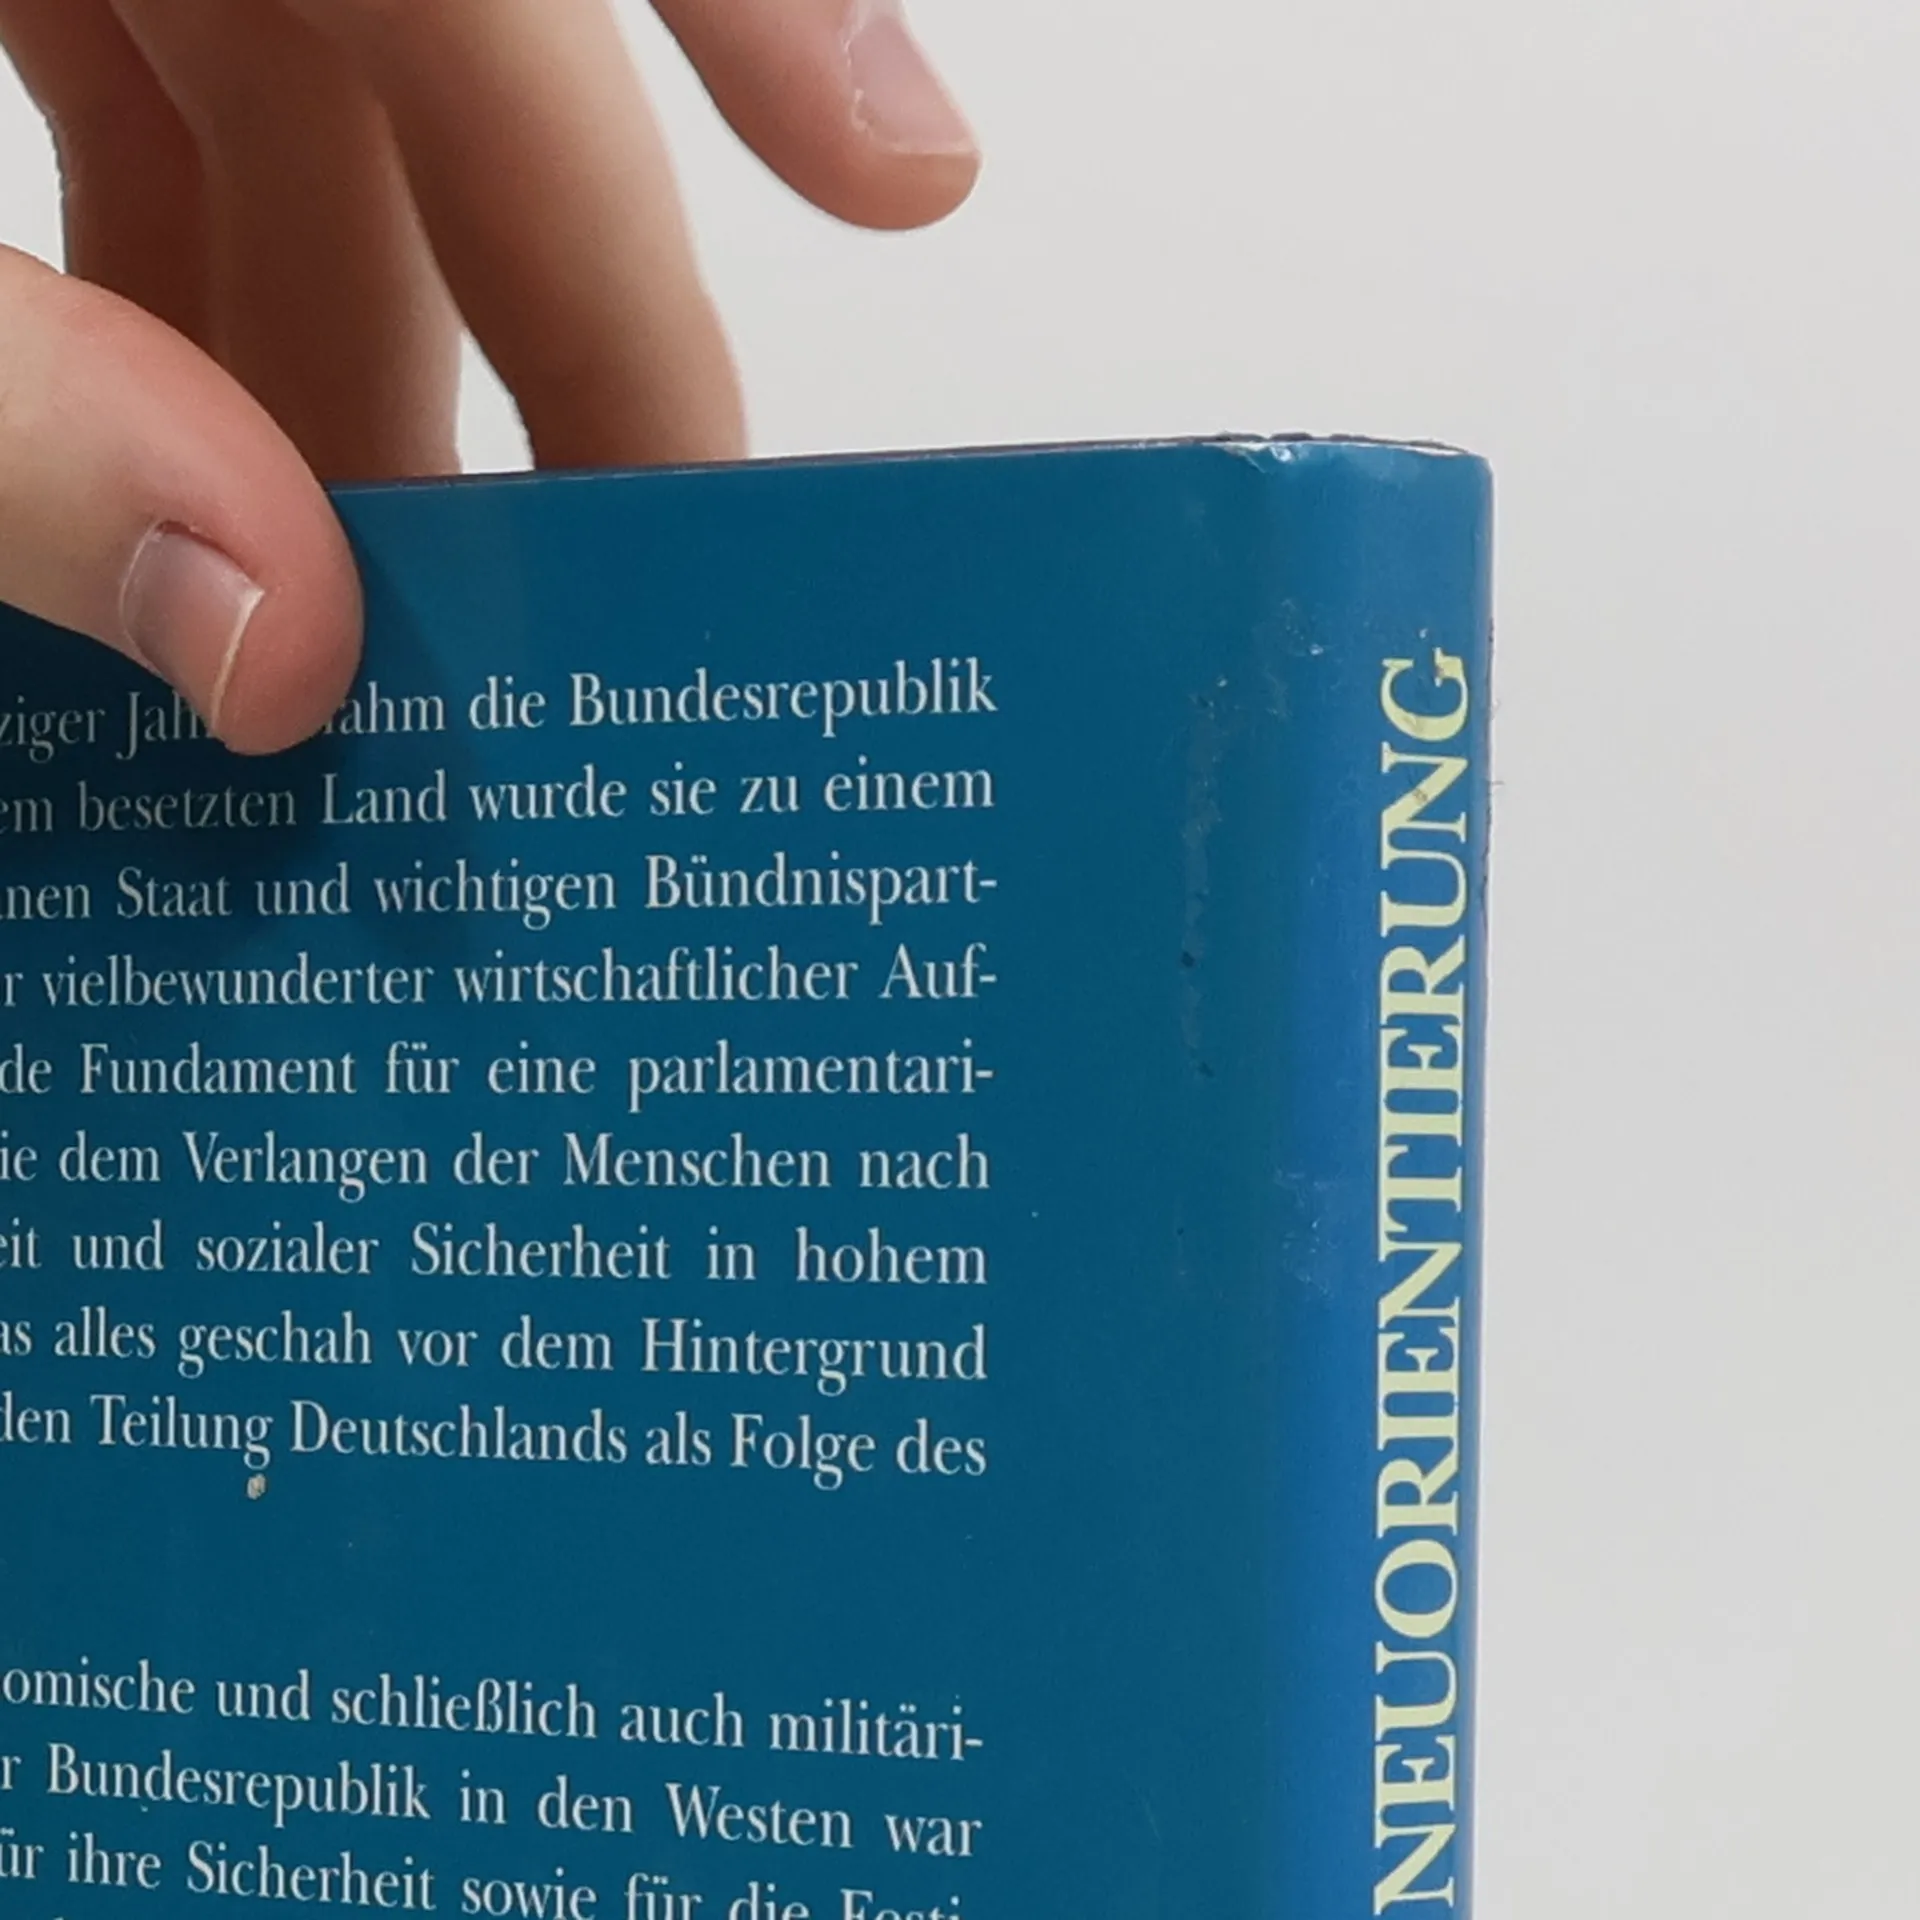 ziger Jah ahm die Bundesrepublik
em besetzten Land wurde sie zu einem
nen Staat und wichtigen Bündnispart-
r vielbewunderter wirtschaftlicher Auf-
de Fundament für eine parlamentari-
ie dem Verlangen der Menschen nach
eit und sozialer Sicherheit in hohem
as alles geschah vor dem Hintergrund
den Teilung Deutschlands als Folge des
omische und schließlich auch militäri-
r Bundesrepublik in den Westen war
ür ihre Sicherheit sowie für die Festi-
NEUORIENTIERUNG